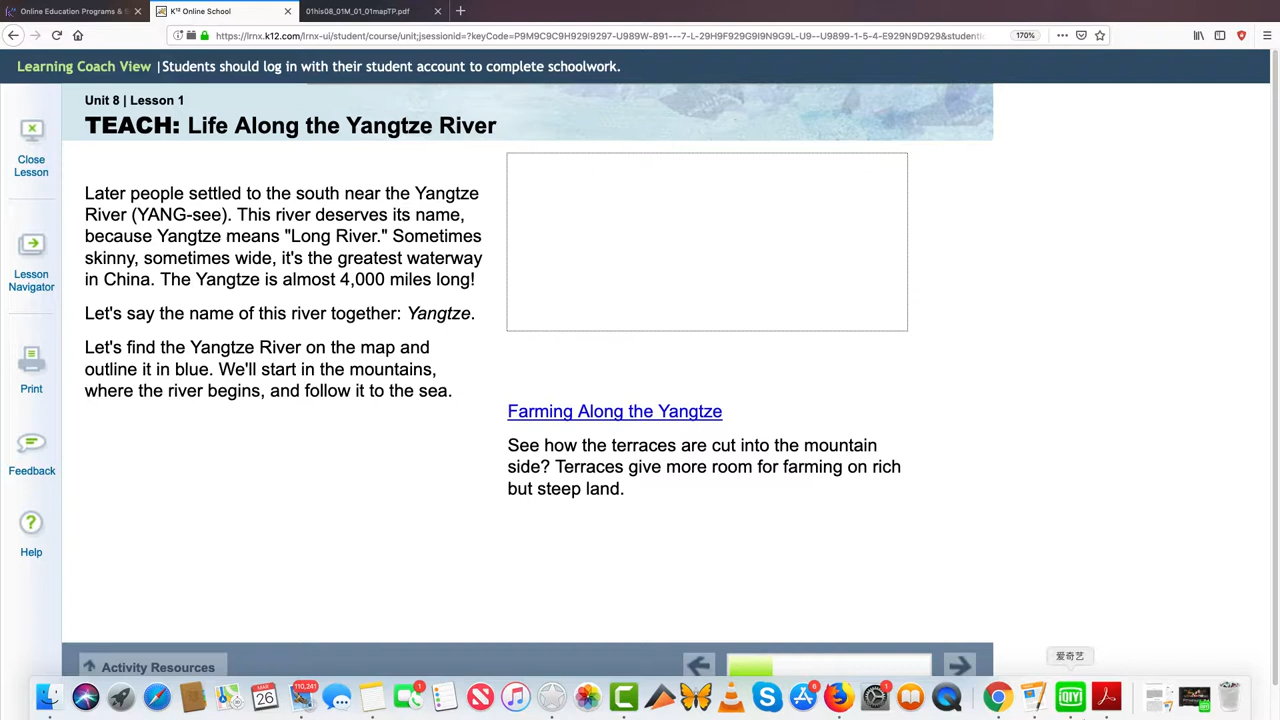 Online Education Programs & S
K¹² Online School
01his08_01M_01_01mapTP.pdf
170%
Learning Coach View |Students should log in with their student account to complete schoolwork.
Unit 8 | Lesson 1
TEACH: Life Along the Yangtze River
Close
Lesson
Lesson
Navigator
Print
Feedback
Help
Later people settled to the south near the Yangtze
River (YANG-see). This river deserves its name,
because Yangtze means "Long River." Sometimes
skinny, sometimes wide, it's the greatest waterway
in China. The Yangtze is almost 4,000 miles long!
Let's say the name of this river together: Yangtze.
Let's find the Yangtze River on the map and
outline it in blue. We'll start in the mountains,
where the river begins, and follow it to the sea.
Farming Along the Yangtze
See how the terraces are cut into the mountain
side? Terraces give more room for farming on rich
but steep land.
Activity Resources
爱奇艺
MAR
26
110,241
1
6
1
QIY